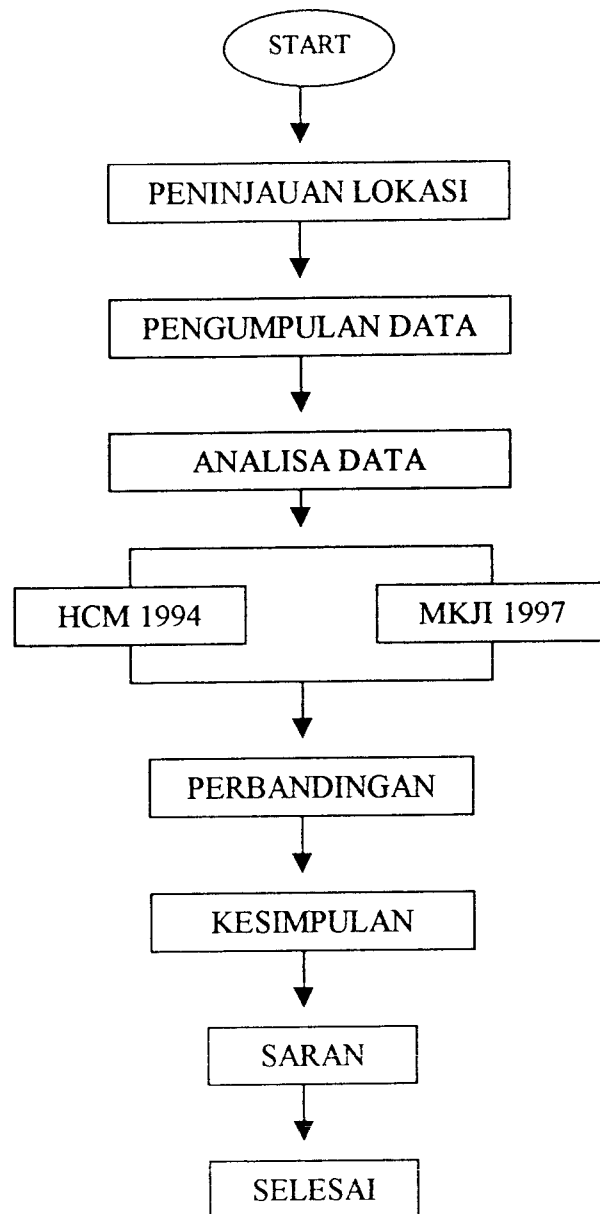 START
PENINJAUAN LOKASI
PENGUMPULAN DATA
ANALISA DATA
HCM 1994
MKJI 1997
PERBANDINGAN
KESIMPULAN
SARAN
SELESAI